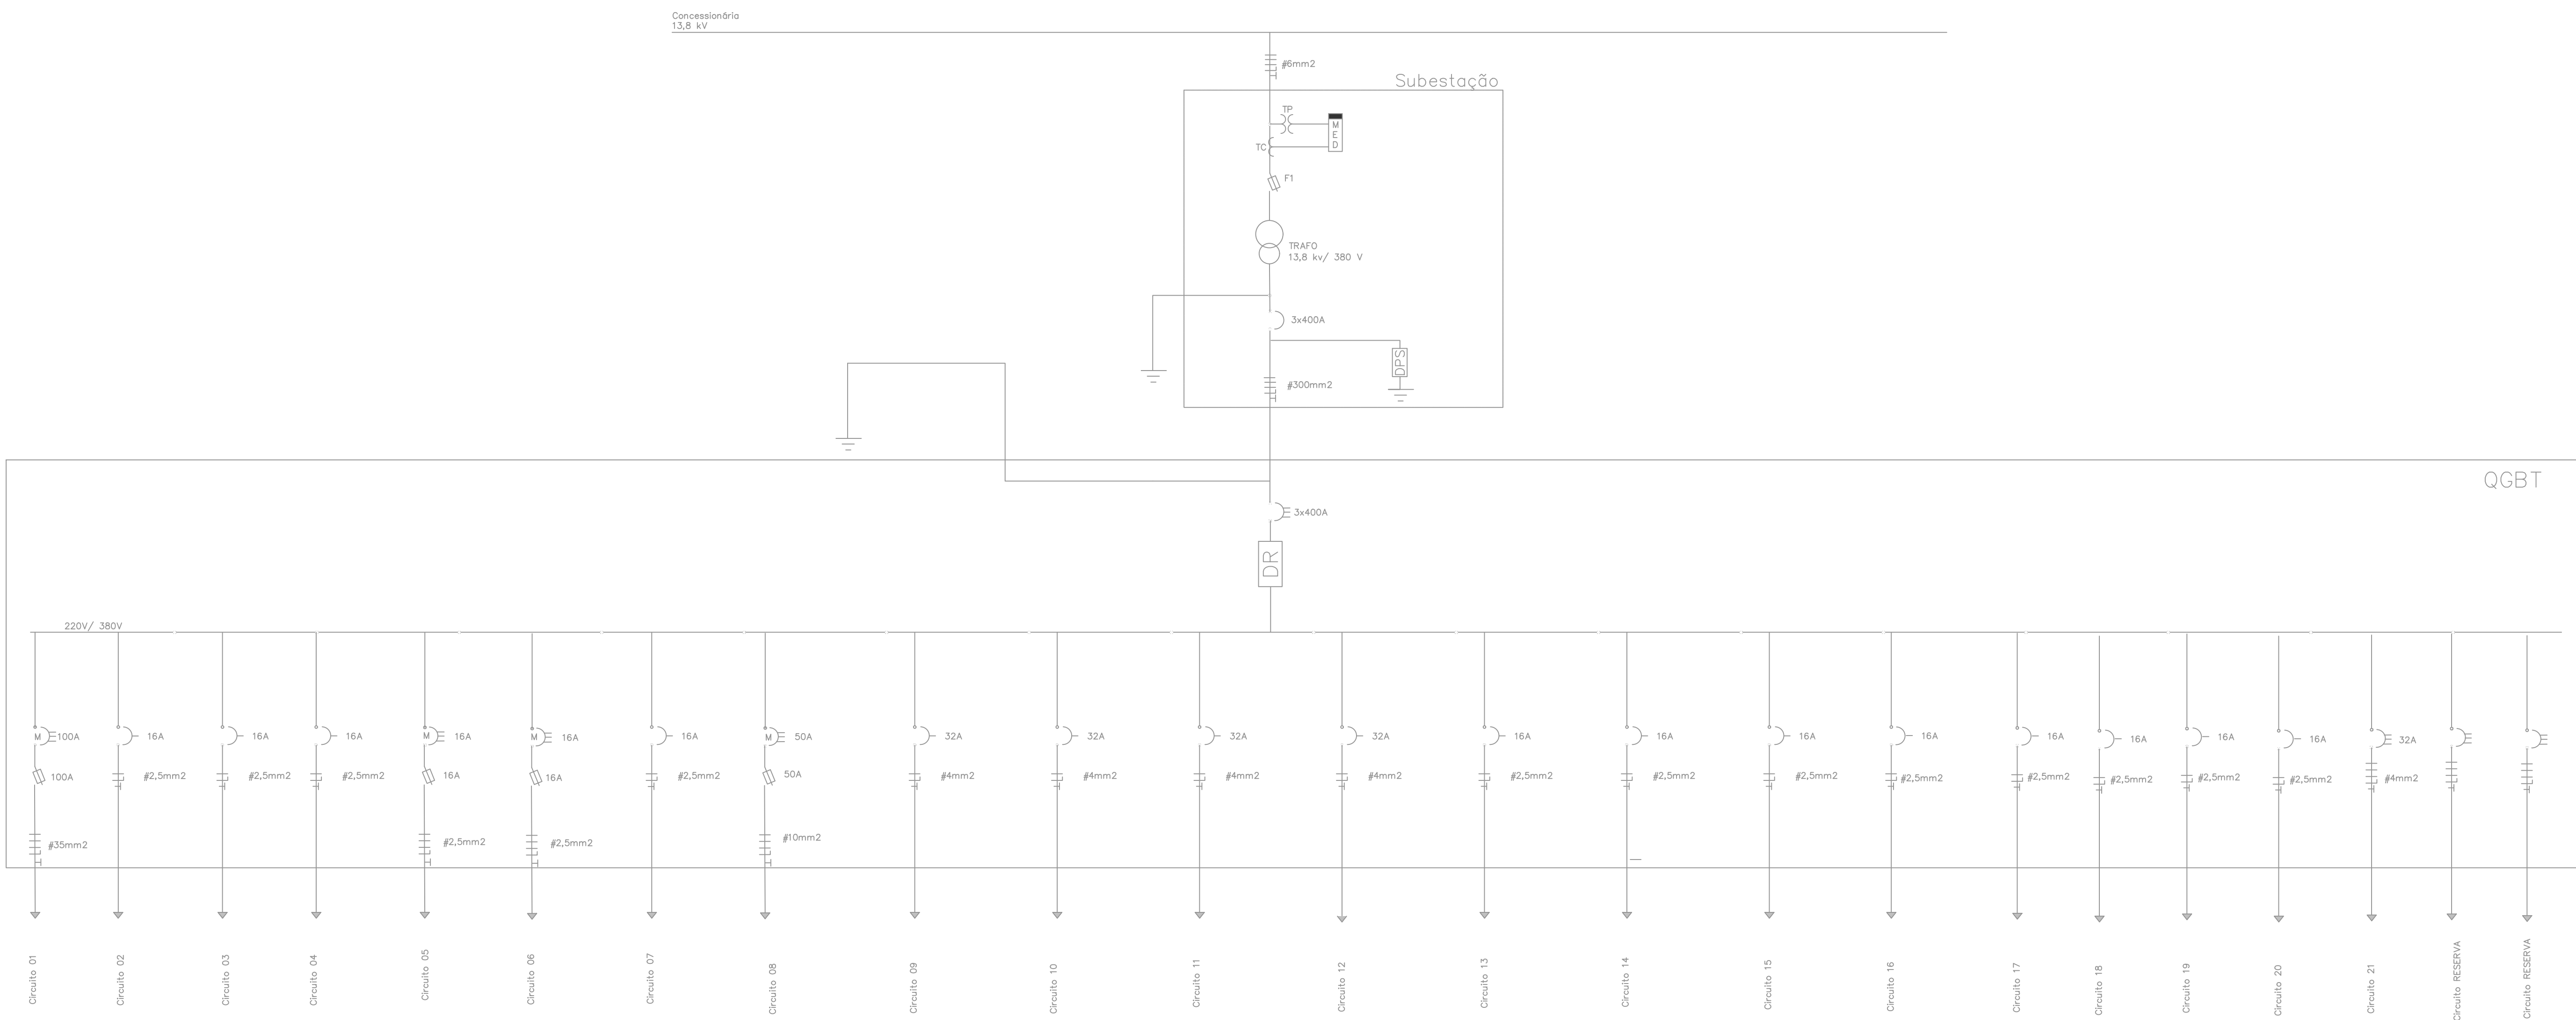 Concessionária
13,8 kV
#6mm2
Subestação
TP
M
E
D
TC
F1
TRAFO
13,8 kv/ 380 V
3x400A
DPS
#300mm2
QGBT
3x400A
DR
220V/ 380V
M 100A
16A
16A
16A
M 16A
M 16A
16A
M 50A
32A
32A
32A
32A
16A
16A
16A
16A
16A
16A
16A
16A
32A
100A
#2,5mm2
#2,5mm2
#2,5mm2
16A
16A
#2,5mm2
50A
#4mm2
#4mm2
#4mm2
#4mm2
#2,5mm2
#2,5mm2
#2,5mm2
#2,5mm2
#2,5mm2
#2,5mm2
#2,5mm2
#2,5mm2
#4mm2
#35mm2
#2,5mm2
#2,5mm2
#10mm2
Circuito 01
Circuito 02
Circuito 03
Circuito 04
Circuito 05
Circuito 06
Circuito 07
Circuito 08
Circuito 09
Circuito 10
Circuito 11
Circuito 12
Circuito 13
Circuito 14
Circuito 15
Circuito 16
Circuito 17
Circuito 18
Circuito 19
Circuito 20
Circuito 21
Circuito RESERVA
Circuito RESERVA